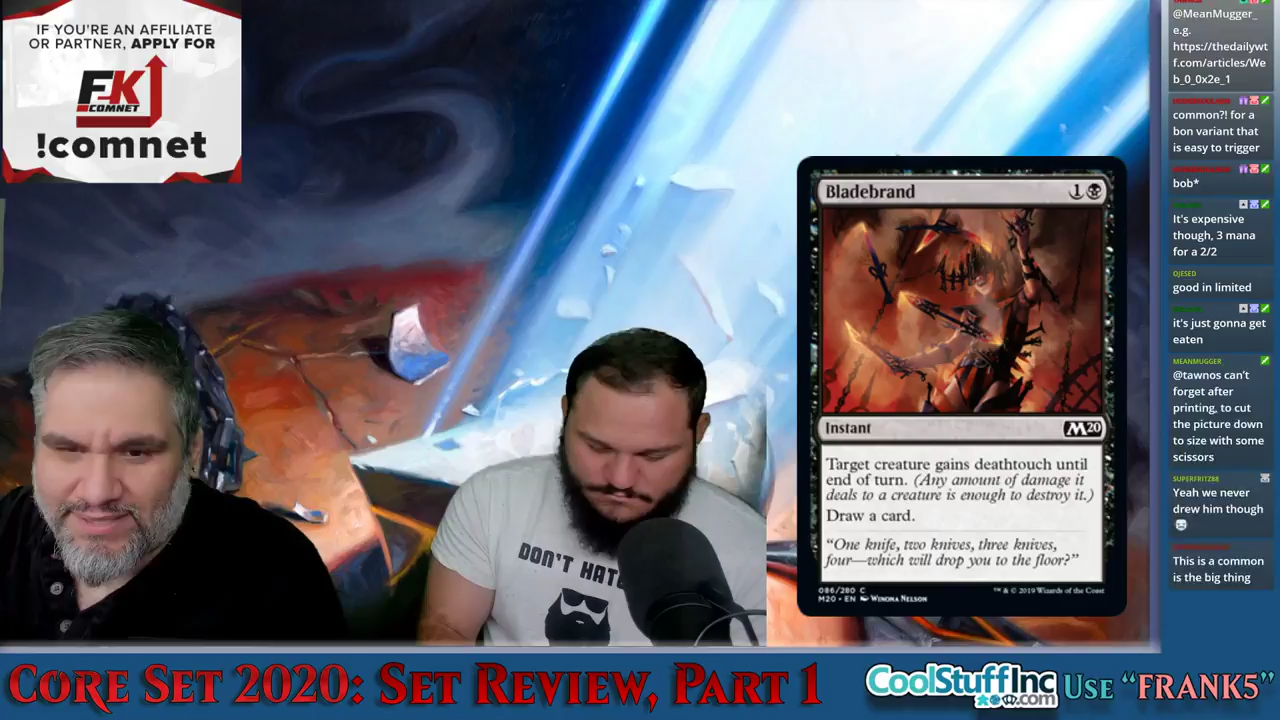 IF YOU'RE AN AFFILIATE
OR PARTNER, APPLY FOR
FK
COMNET
!comnet
Bladebrand
1
Instant
M20
Target creature gains deathtouch until
end of turn. (Any amount of damage it
deals to a creature is enough to destroy it.)
Draw a card.
“One knife, two knives, three knives,
four—which will drop you to the floor?”
086/280 C
M20 • EN WINONA NELSON
™ & © 2019 Wizards of the Coast
DON'T HAT
@MeanMugger_
e.g.
https://thedailywt
f.com/articles/We
b_0_0x2e_1
common?! for a
bon variant that
is easy to trigger
bob*
It's expensive
though, 3 mana
for a 2/2
OJESED
good in limited
it's just gonna get
eaten
MEANMUGGER
@tawnos can't
forget after
printing, to cut
the picture down
to size with some
scissors
SUPERFRITZ88
Yeah we never
drew him though
This is a common
is the big thing
CORE SET 2020: SET REVIEW, PART 1
COOLSTUFFINC
.com
USE “FRANK5”